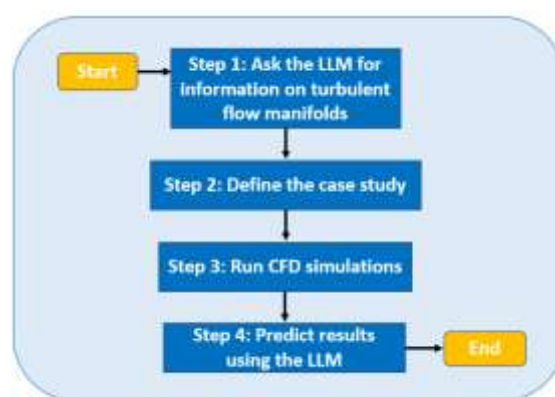 Start
Step 1: Ask the LLM for
information on turbulent
flow manifolds
Step 2: Define the case study
Step 3: Run CFD simulations
Step 4: Predict results
using the LLM
End